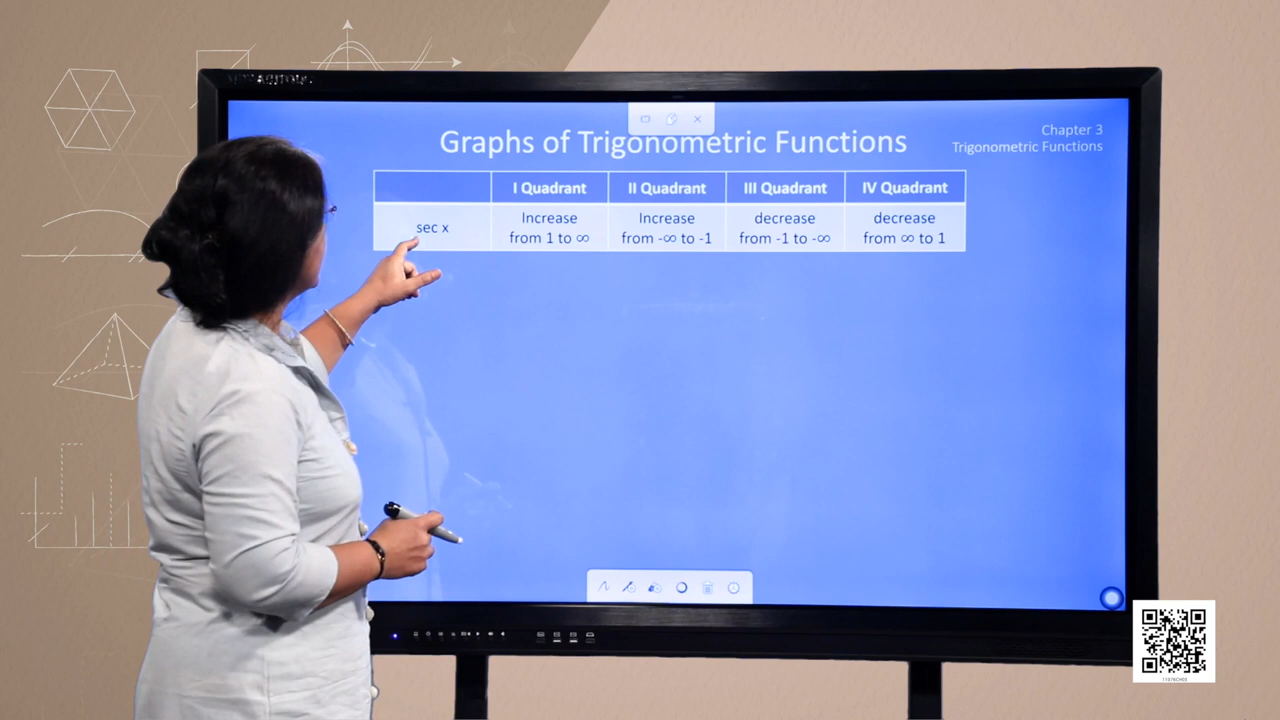 Graphs of Trigonometric Functions
Chapter 3
Trigonometric Functions
I Quadrant II Quadrant III Quadrant IV Quadrant
sec x Increase from 1 to ∞ Increase from -∞ to -1 decrease from -1 to -∞ decrease from ∞ to 1
11076CH03